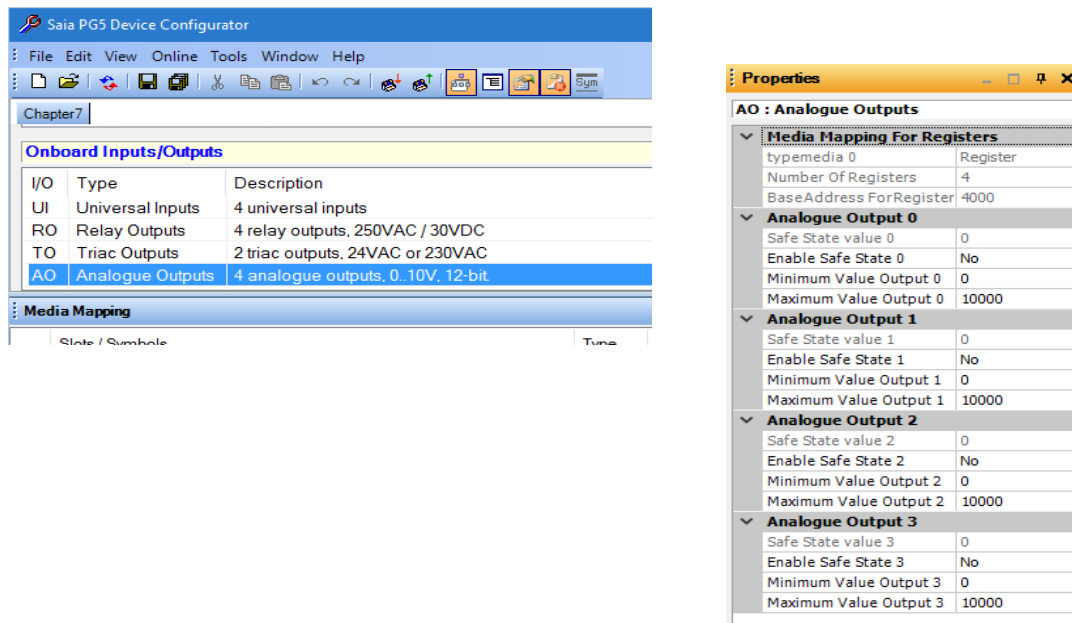 Saia PG5 Device Configurator
File Edit View Online Tools Window Help
Sym
Chapter7
Onboard Inputs/Outputs
I/O Type Description
UI Universal Inputs 4 universal inputs
RO Relay Outputs 4 relay outputs, 250VAC / 30VDC
TO Triac Outputs 2 triac outputs, 24VAC or 230VAC
AO Analogue Outputs 4 analogue outputs, 0..10V, 12-bit.
Media Mapping
Slots / Symbols Type
Properties
AO : Analogue Outputs
Media Mapping For Registers
typemedia 0 Register
Number Of Registers 4
BaseAddress ForRegister 4000
Analogue Output 0
Safe State value 0 0
Enable Safe State 0 No
Minimum Value Output 0 0
Maximum Value Output 0 10000
Analogue Output 1
Safe State value 1 0
Enable Safe State 1 No
Minimum Value Output 1 0
Maximum Value Output 1 10000
Analogue Output 2
Safe State value 2 0
Enable Safe State 2 No
Minimum Value Output 2 0
Maximum Value Output 2 10000
Analogue Output 3
Safe State value 3 0
Enable Safe State 3 No
Minimum Value Output 3 0
Maximum Value Output 3 10000